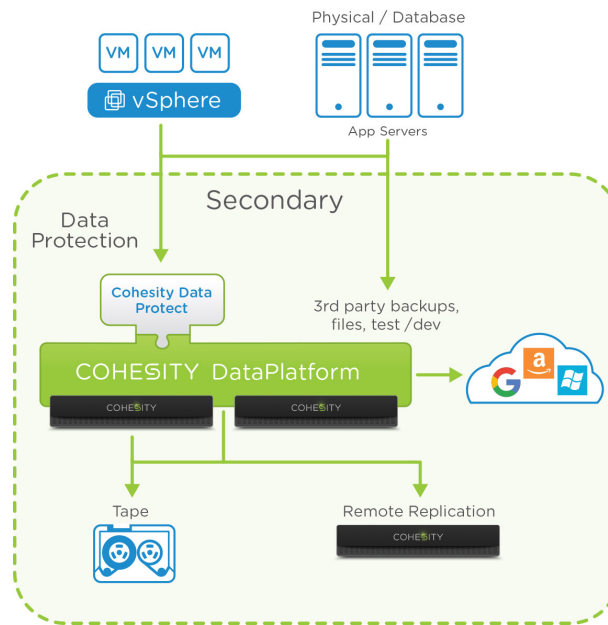 Physical / Database
VM VM VM
vSphere
App Servers
Secondary
Data
Protection
Cohesity Data
Protect
3rd party backups,
files, test /dev
COHESITY DataPlatform
G a
COHESITY COHESITY
Tape
Remote Replication
COHESITY